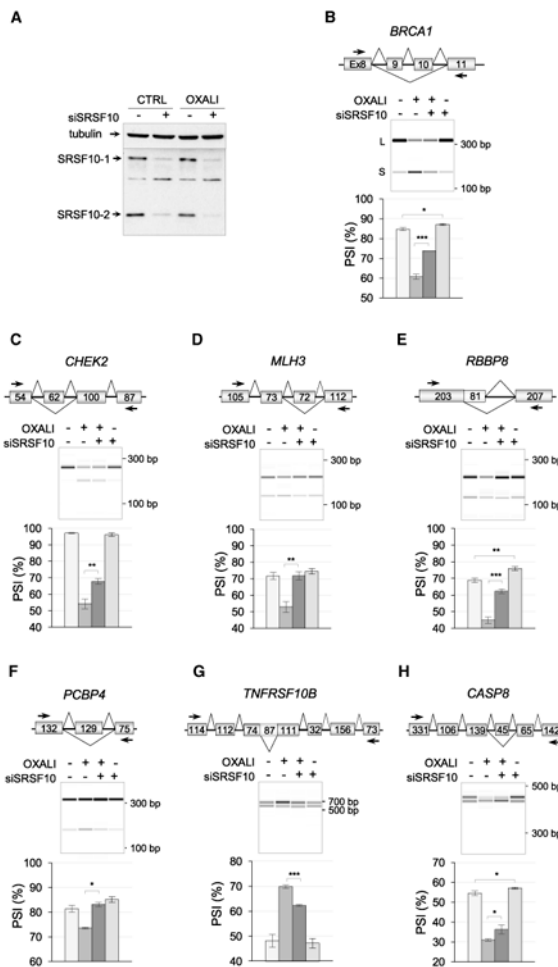 A
CTRL OXALI
siSRSF10 - + - +
tubulin
SRSF10-1
SRSF10-2
B
BRCA1
Ex8 9 10 11
OXALI - + + -
siSRSF10 - - + +
L
300 bp
S
100 bp
*
***
PSI (%)
90
80
70
60
50
C
CHEK2
54 62 100 87
OXALI - + + -
siSRSF10 - - + +
300 bp
100 bp
PSI (%)
100
90
80
70
60
50
40
**
D
MLH3
105 73 72 112
OXALI - + + -
siSRSF10 - - + +
300 bp
100 bp
PSI (%)
100
90
80
70
60
50
40
**
E
RBBP8
203 81 207
OXALI - + + -
siSRSF10 - - + +
300 bp
100 bp
PSI (%)
100
90
80
70
60
50
40
**
***
F
PCBP4
132 129 75
OXALI - + + -
siSRSF10 - - + +
300 bp
100 bp
PSI (%)
100
90
80
70
60
*
G
TNFRSF10B
114 112 74 87 111 32 156 73
OXALI - + + -
siSRSF10 - - + +
700 bp
500 bp
PSI (%)
80
70
60
50
40
***
H
CASP8
331 106 139 45 65 142
OXALI - + + -
siSRSF10 - - + +
500 bp
300 bp
PSI (%)
70
60
50
40
30
20
*
*